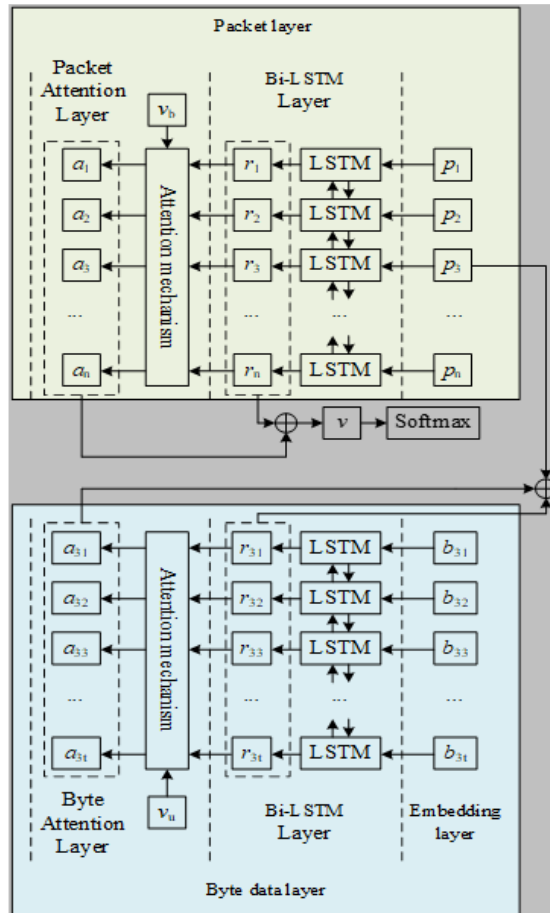 Packet layer
Packet
Attention
Layer
Bi-LSTM
Layer
v_b
a_1
Attention mechanism
r_1
LSTM
p_1
a_2
r_2
LSTM
p_2
a_3
r_3
LSTM
p_3
...
...
...
...
a_n
r_n
LSTM
p_n
v
Softmax
a_31
Attention mechanism
r_31
LSTM
b_31
a_32
r_32
LSTM
b_32
a_33
r_33
LSTM
b_33
...
...
...
...
a_3t
r_3t
LSTM
b_3t
Byte
Attention
Layer
v_u
Bi-LSTM
Layer
Embedding
layer
Byte data layer